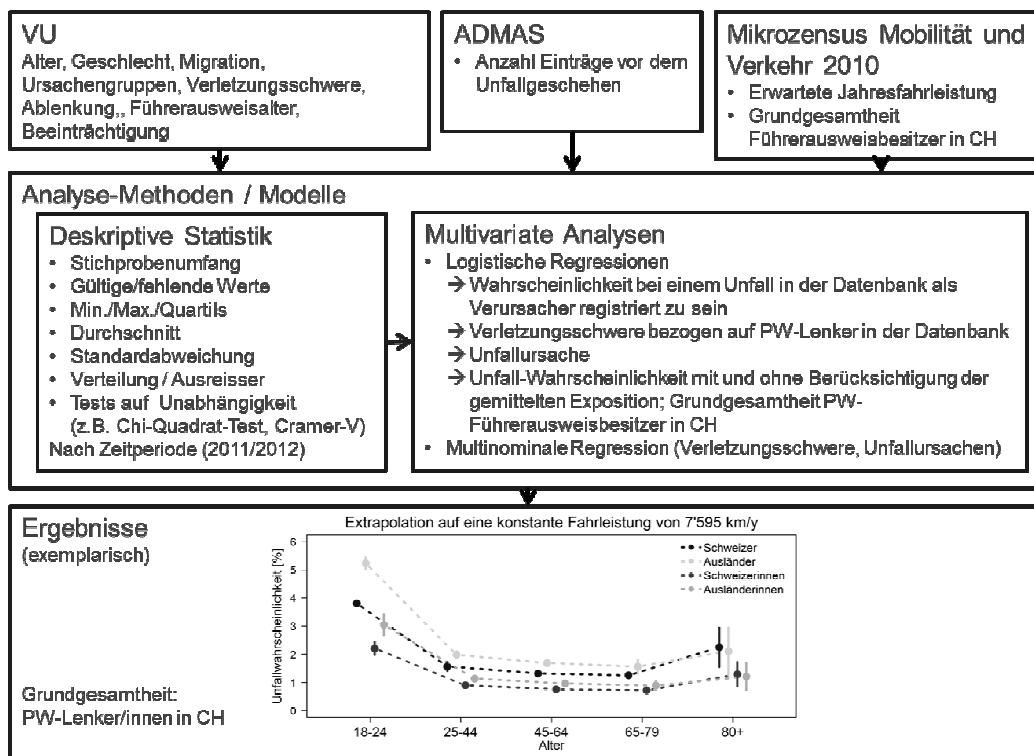 VU
Alter, Geschlecht, Migration,
Ursachengruppen, Verletzungsschwere,
Ablenkung,, Führerausweisalter,
Beeinträchtigung
ADMAS
• Anzahl Einträge vor dem
Unfallgeschehen
Mikrozensus Mobilität und
Verkehr 2010
• Erwartete Jahresfahrleistung
• Grundgesamtheit
Führerausweisbesitzer in CH
Analyse-Methoden / Modelle
Deskriptive Statistik
• Stichprobenumfang
• Gültige/fehlende Werte
• Min./Max./Quartils
• Durchschnitt
• Standardabweichung
• Verteilung / Ausreisser
• Tests auf Unabhängigkeit
(z.B. Chi-Quadrat-Test, Cramer-V)
Nach Zeitperiode (2011/2012)
Multivariate Analysen
• Logistische Regressionen
→ Wahrscheinlichkeit bei einem Unfall in der Datenbank als
Verursacher registriert zu sein
→ Verletzungsschwere bezogen auf PW-Lenker in der Datenbank
→ Unfallursache
→ Unfall-Wahrscheinlichkeit mit und ohne Berücksichtigung der
gemittelten Exposition; Grundgesamtheit PW-
Führerausweisbesitzer in CH
• Multinominale Regression (Verletzungsschwere, Unfallursachen)
Ergebnisse
(exemplarisch)
Grundgesamtheit:
PW-Lenker/innen in CH
Extrapolation auf eine konstante Fahrleistung von 7'595 km/y
Unfallwahrscheinlichkeit [%]
6
5
4
3
2
1
0
Schweizer
Ausländer
Schweizerinnen
Ausländerinnen
18-24 25-44 45-64 65-79 80+
Alter